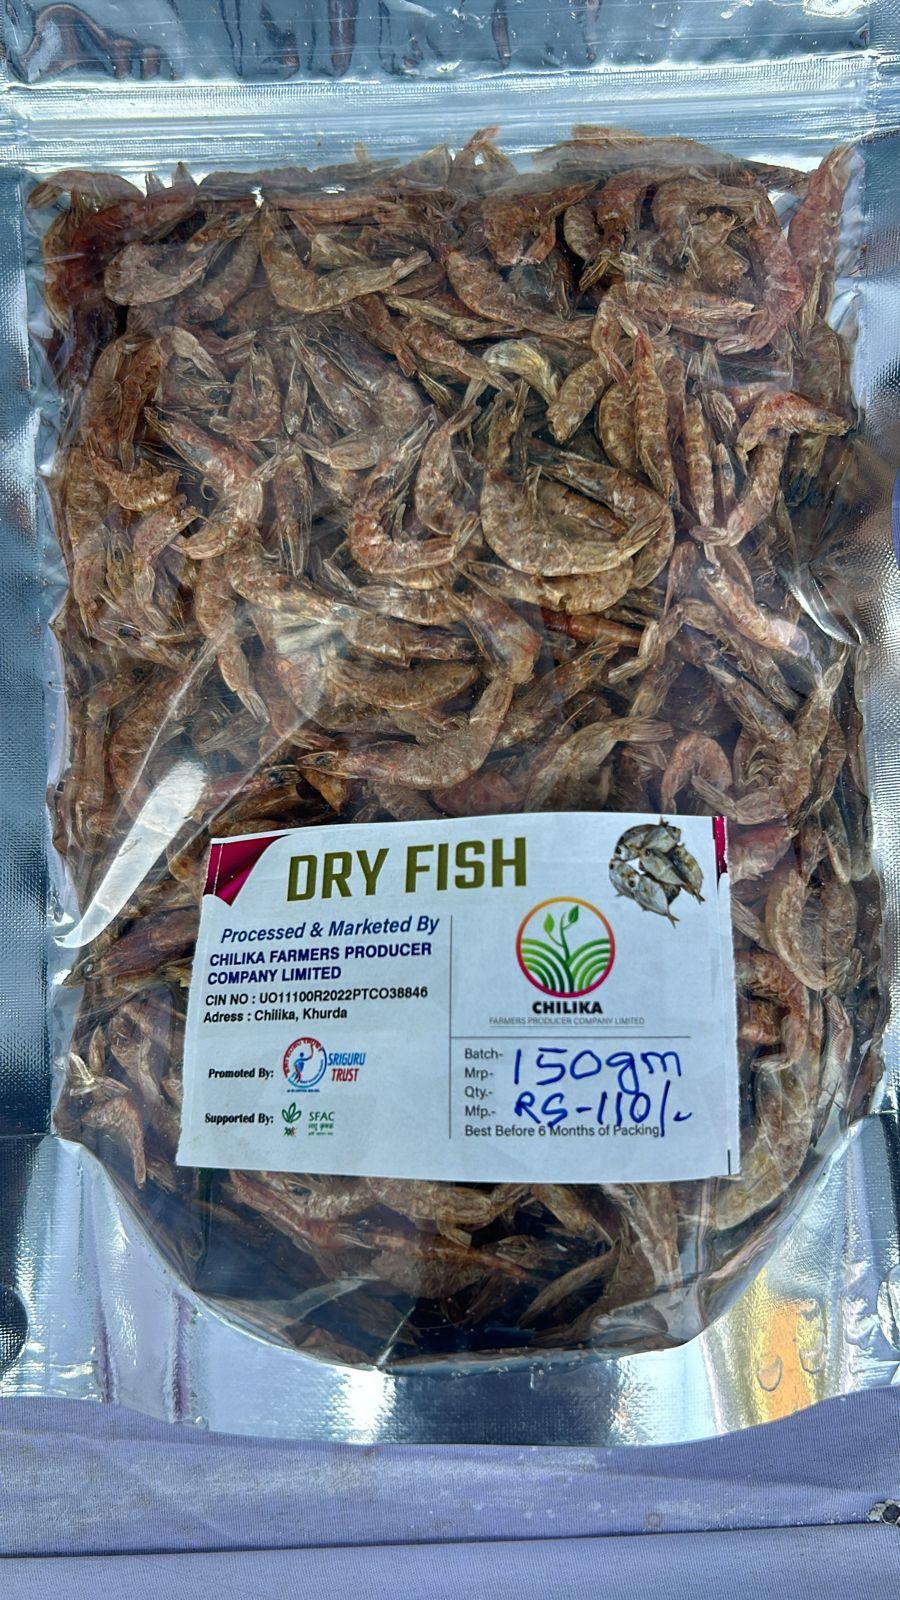 DRY FISH
Processed & Marketed By
CHILIKA FARMERS PRODUCER
COMPANY LIMITED
CIN NO : UO11100R2022PTCO38846
Adress : Chilika, Khurda
Promoted By:
SRIGURU
TRUST
Supported By:
SFAC
CHILIKA
FARMERS PRODUCER COMPANY LIMITED
Batch-
Mrp-
Qty.-
Mfp.-
150gm
RS-110/-
Best Before 6 Months of Packing